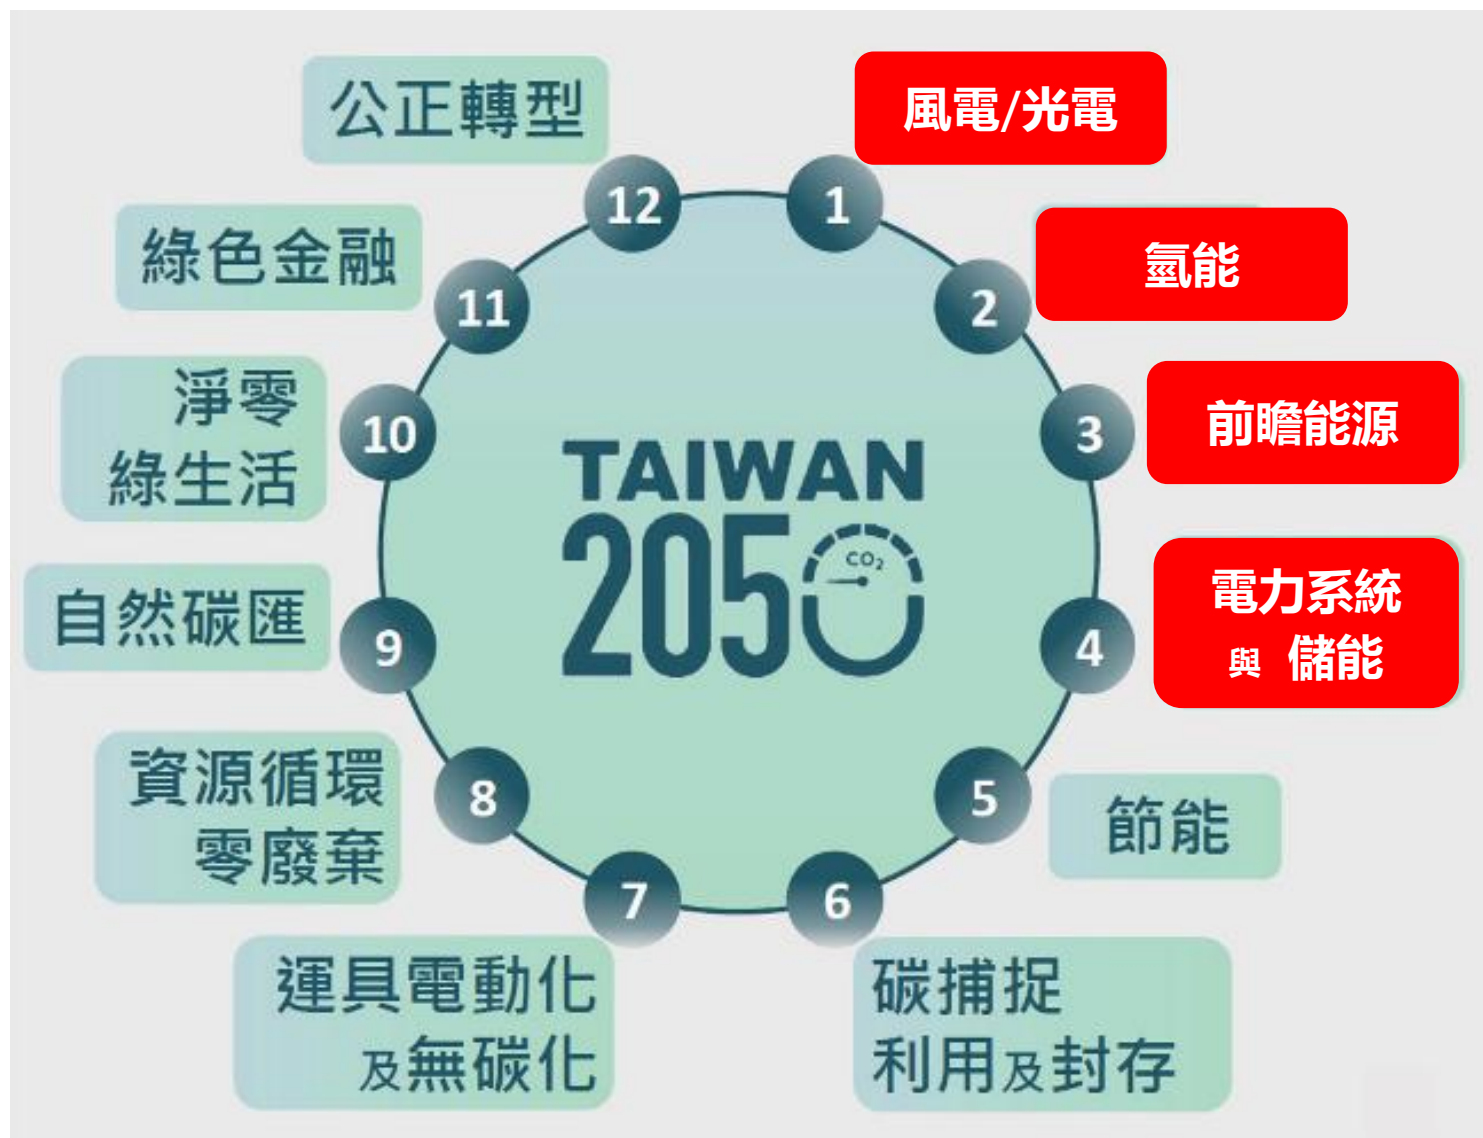 TAIWAN
2050
CO₂
1
風電/光電
2
氫能
3
前瞻能源
4
電力系統
與 儲能
5
節能
6
碳捕捉
利用及封存
7
運具電動化
及無碳化
8
資源循環
零廢棄
9
自然碳匯
10
淨零
綠生活
11
綠色金融
12
公正轉型